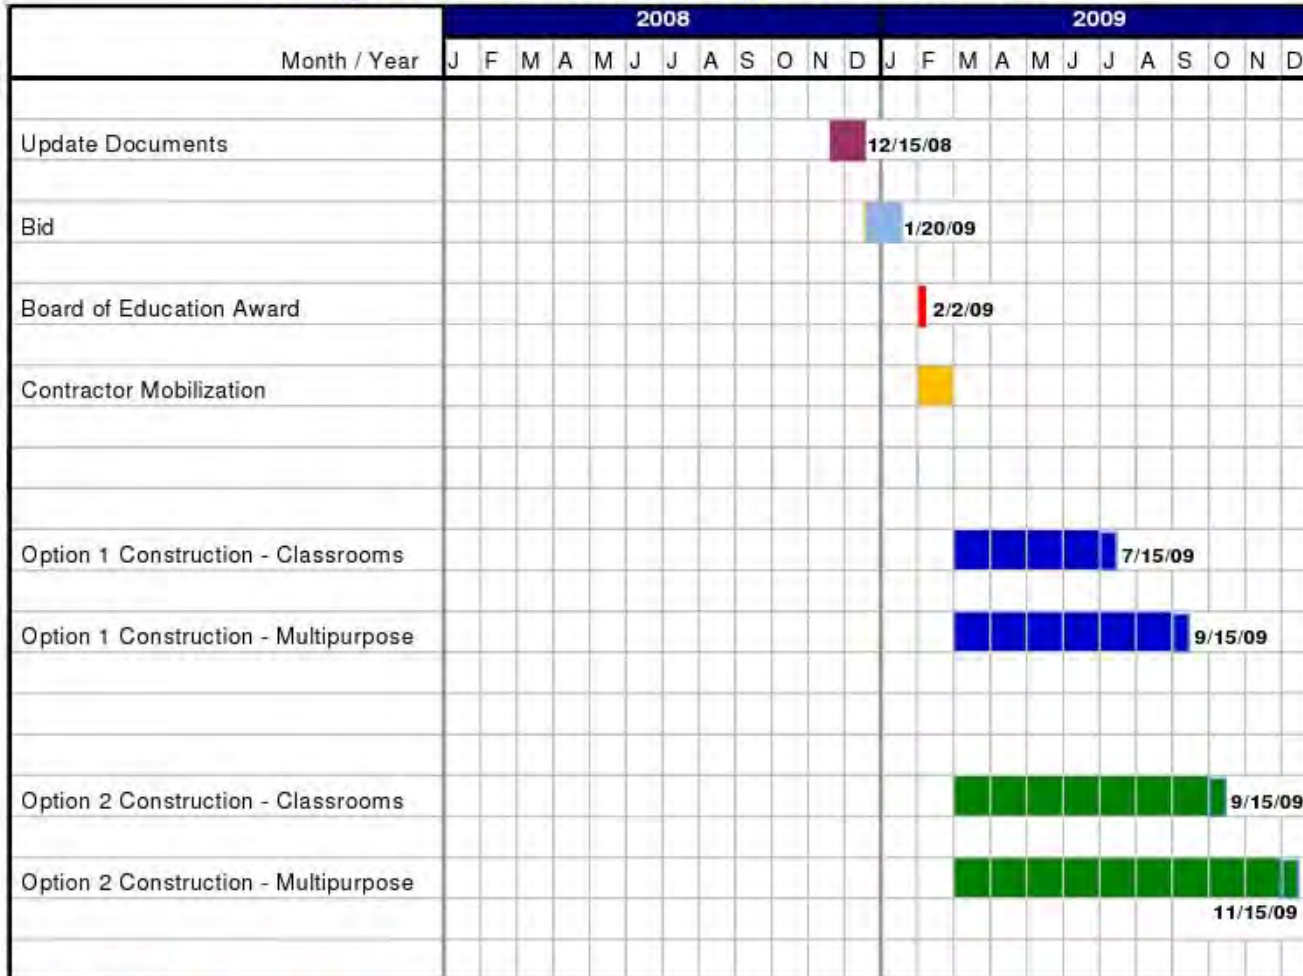 2008 2009
Month / Year J F M A M J J A S O N D J F M A M J J A S O N D
Update Documents 12/15/08
Bid 1/20/09
Board of Education Award 2/2/09
Contractor Mobilization
Option 1 Construction - Classrooms 7/15/09
Option 1 Construction - Multipurpose 9/15/09
Option 2 Construction - Classrooms 9/15/09
Option 2 Construction - Multipurpose
11/15/09